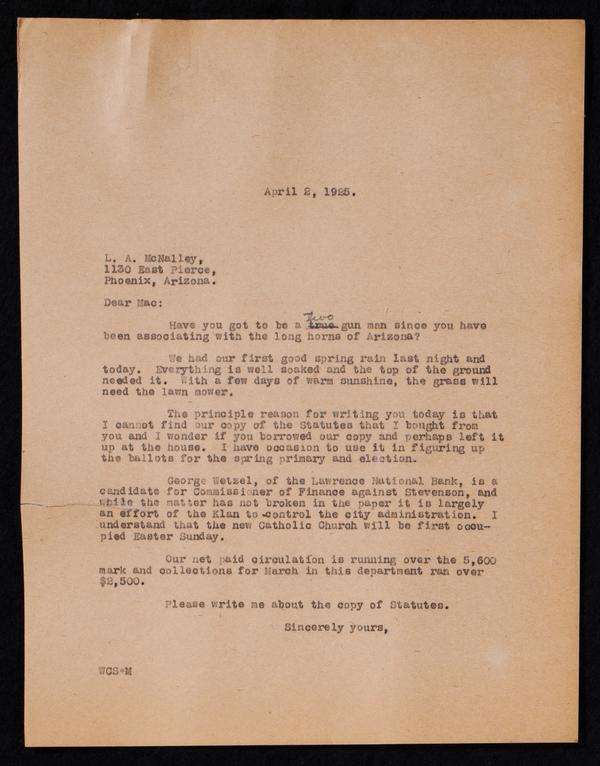 April 2, 1925.
L. A. McNalley,
1130 East Pierce,
Phoenix, Arizona.
Dear Mac:
Two
Have you got to be a true gun man since you have
been associating with the long horns of Arizona?
We had our first good spring rain last night and
today. Everything is well soaked and the top of the ground
needed it. With a few days of warm sunshine, the grass will
need the lawn mower.
The principle reason for writing you today is that
I cannot find our copy of the Statutes that I bought from
you and I wonder if you borrowed our copy and perhaps left it
up at the house. I have occasion to use it in figuring up
the ballots for the spring primary and election.
George Wetzel, of the Lawrence National Bank, is a
candidate for Commissioner of Finance against Stevenson, and
while the matter has not broken in the paper it is largely
an effort of the Klan to control the city administration. I
understand that the new Catholic Church will be first occu-
pied Easter Sunday.
Our net paid circulation is running over the 5,600
mark and collections for March in this department ran over
$2,500.
Please write me about the copy of Statutes.
Sincerely yours,
WCS*M